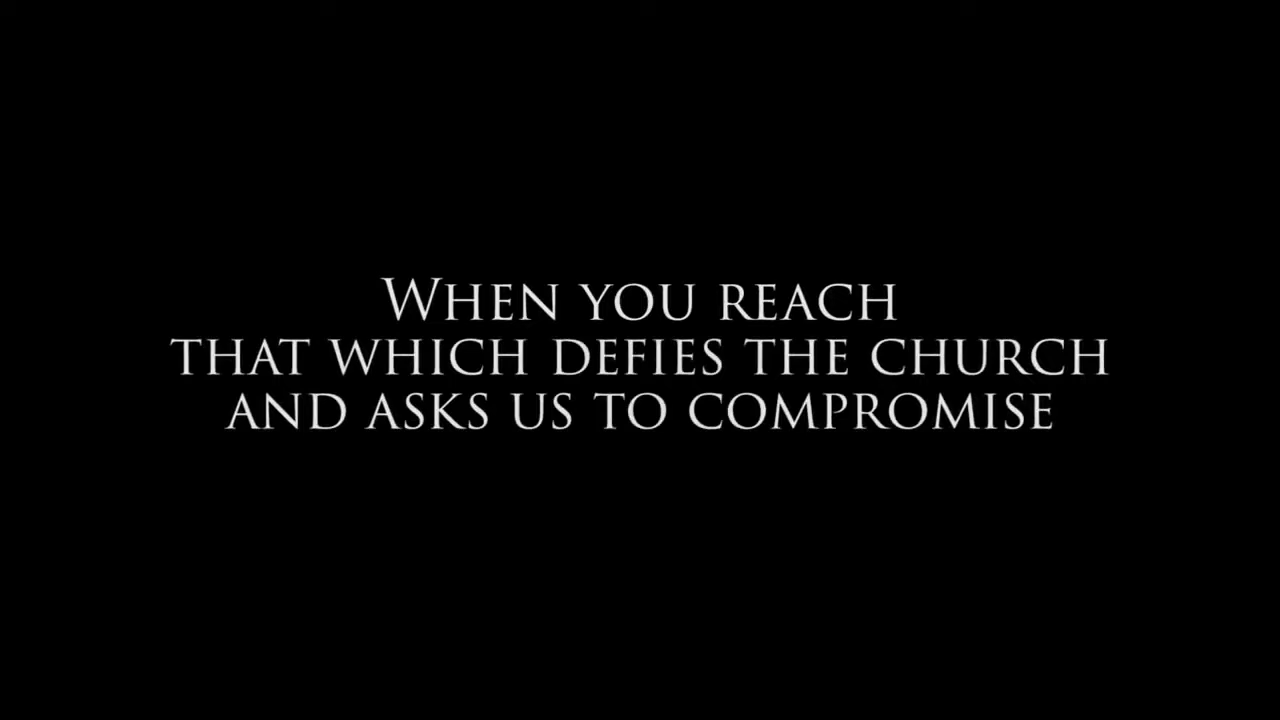 WHEN YOU REACH
THAT WHICH DEFIES THE CHURCH
AND ASKS US TO COMPROMISE